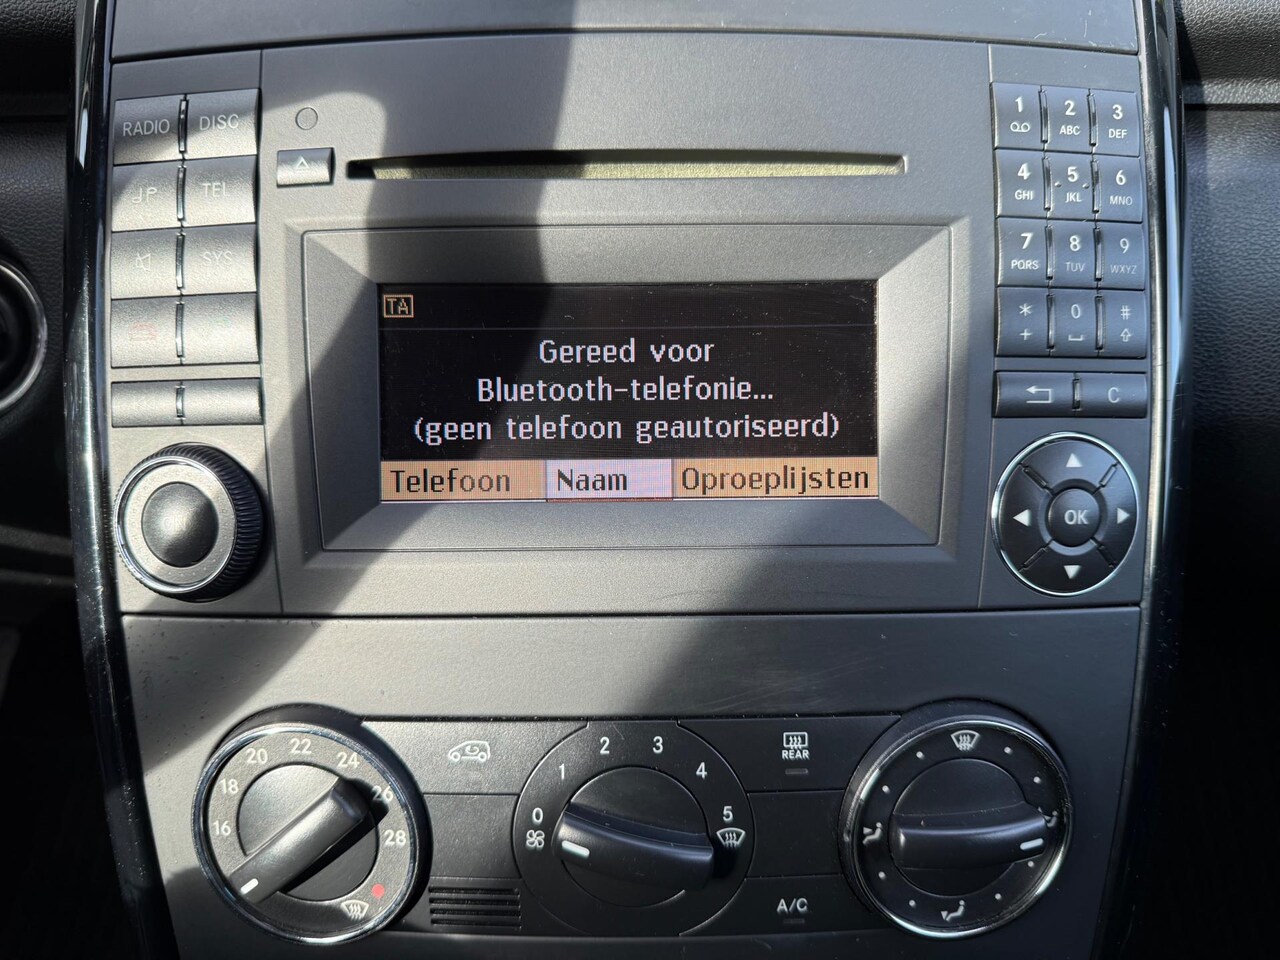 RADIO DISC
TEL
SYS
1
2 ABC
3 DEF
4 GHI
5 JKL
6 MNO
7 PQRS
8 TUV
9 WXYZ
* +
0
#
C
OK
TA
Gereed voor
Bluetooth-telefonie...
(geen telefoon geautoriseerd)
Telefoon Naam Oproeplijsten
16 18 20 22 24 26 28
0 1 2 3 4 5
REAR
A/C